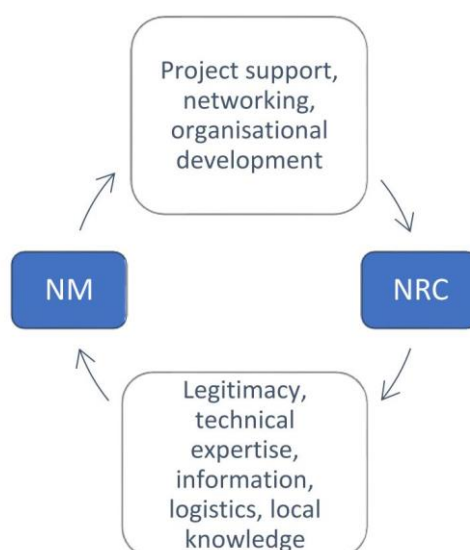 Project support,
networking,
organisational
development
NM
NRC
Legitimacy,
technical
expertise,
information,
logistics, local
knowledge